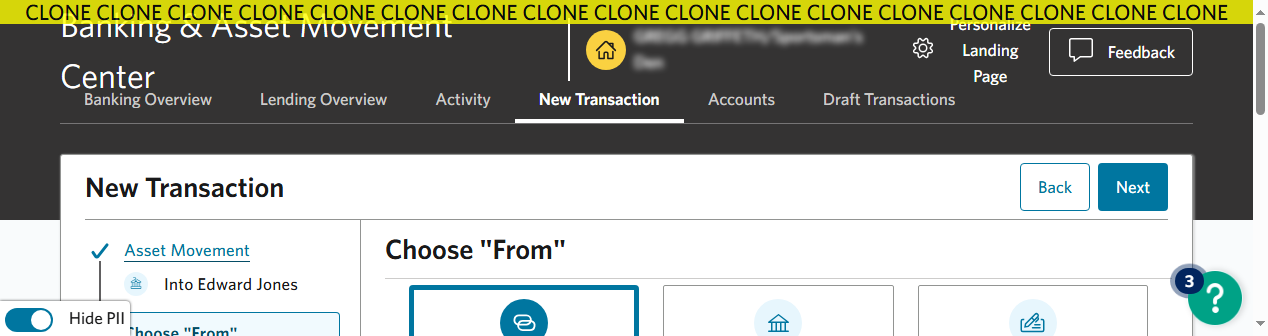 CLONE CLONE CLONE CLONE CLONE CLONE CLONE CLONE CLONE CLONE CLONE CLONE CLONE CLONE CLONE CLONE CLONE
Banking & Asset Movement Center
Personalize Landing Page
Feedback
Banking Overview
Lending Overview
Activity
New Transaction
Accounts
Draft Transactions
New Transaction
Back
Next
Asset Movement
Into Edward Jones
Choose "From"
Choose "From"
Hide PII
3
?